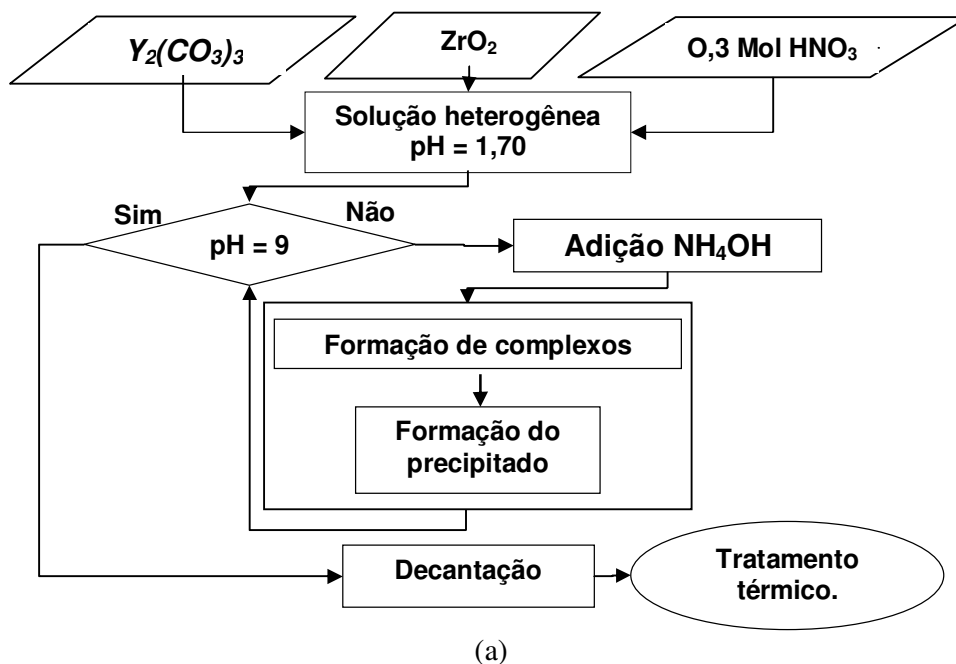 Y₂(CO₃)₃
ZrO₂
O,3 Mol HNO₃
Solução heterogênea
pH = 1,70
Sim
Não
pH = 9
Adição NH₄OH
Formação de complexos
Formação do
precipitado
Decantação
Tratamento
térmico.
(a)